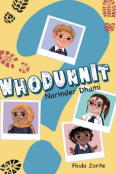 WHODUNNIT
Narinder Dhami
Paula Zorite